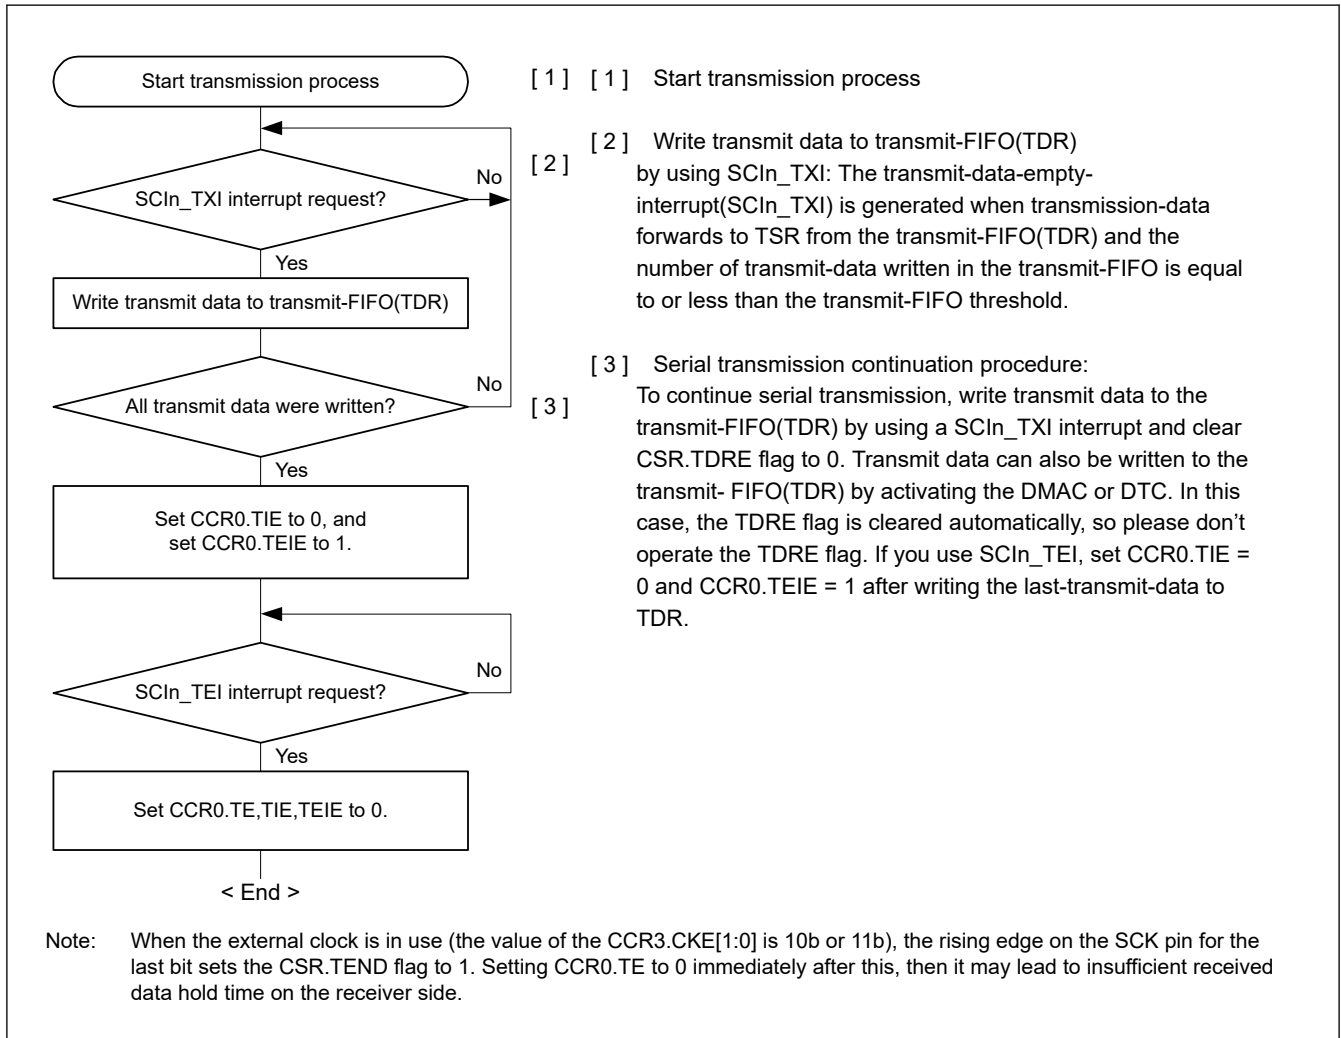 Start transmission process
[ 1 ]
[ 1 ] Start transmission process
SCIn_TXI interrupt request?
No
[ 2 ]
Yes
Write transmit data to transmit-FIFO(TDR)
[ 2 ] Write transmit data to transmit-FIFO(TDR)
by using SCIn_TXI: The transmit-data-empty-
interrupt(SCIn_TXI) is generated when transmission-data
forwards to TSR from the transmit-FIFO(TDR) and the
number of transmit-data written in the transmit-FIFO is equal
to or less than the transmit-FIFO threshold.
All transmit data were written?
No
[ 3 ]
Yes
Set CCR0.TIE to 0, and
set CCR0.TEIE to 1.
[ 3 ] Serial transmission continuation procedure:
To continue serial transmission, write transmit data to the
transmit-FIFO(TDR) by using a SCIn_TXI interrupt and clear
CSR.TDRE flag to 0. Transmit data can also be written to the
transmit- FIFO(TDR) by activating the DMAC or DTC. In this
case, the TDRE flag is cleared automatically, so please don’t
operate the TDRE flag. If you use SCIn_TEI, set CCR0.TIE =
0 and CCR0.TEIE = 1 after writing the last-transmit-data to
TDR.
SCIn_TEI interrupt request?
No
Yes
Set CCR0.TE,TIE,TEIE to 0.
< End >
Note: When the external clock is in use (the value of the CCR3.CKE[1:0] is 10b or 11b), the rising edge on the SCK pin for the
last bit sets the CSR.TEND flag to 1. Setting CCR0.TE to 0 immediately after this, then it may lead to insufficient received
data hold time on the receiver side.